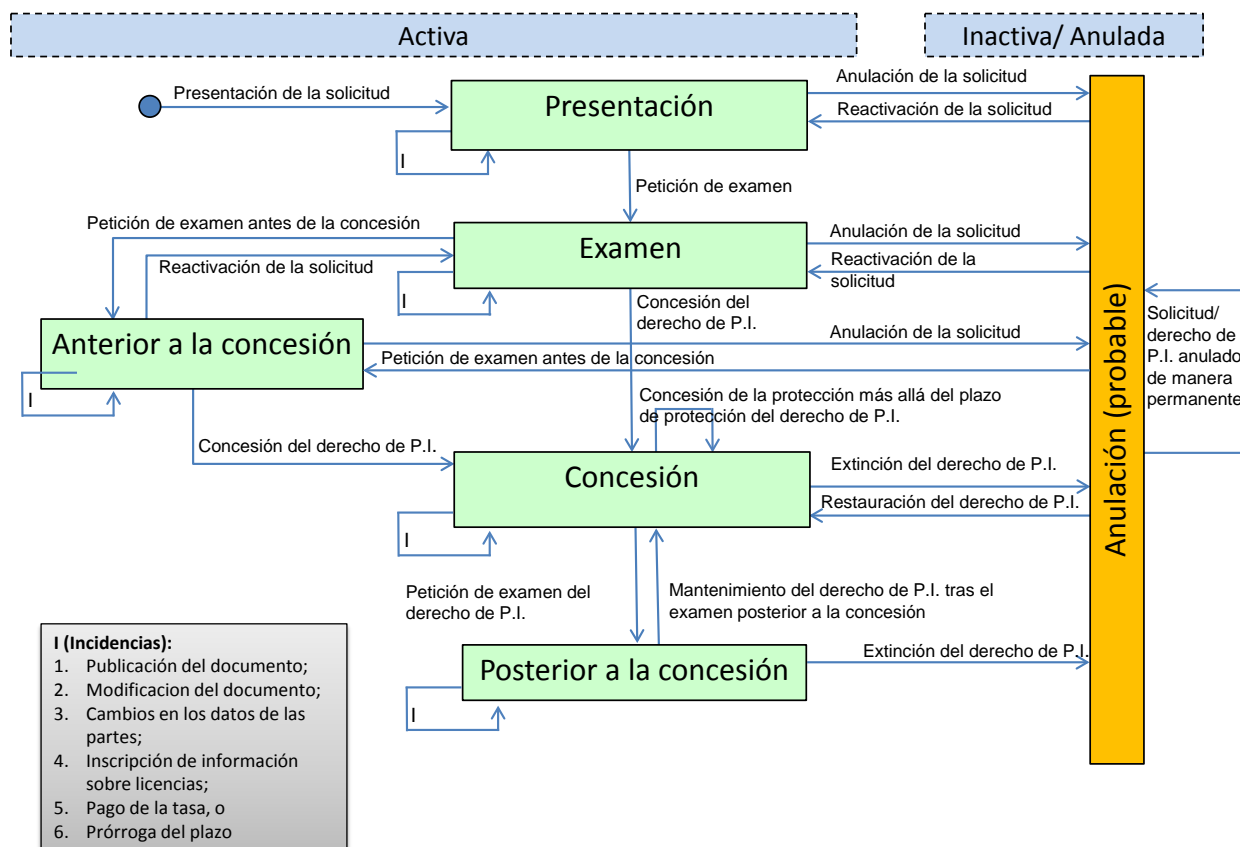 Activa
Inactiva/ Anulada
Presentación de la solicitud
Presentación
Anulación de la solicitud
Reactivación de la solicitud
I
Petición de examen
Petición de examen antes de la concesión
Reactivación de la solicitud
Examen
Anulación de la solicitud
Reactivación de la
solicitud
I
Concesión del
derecho de P.I.
Anterior a la concesión
Anulación de la solicitud
Petición de examen antes de la concesión
I
Concesión de la protección más allá del plazo
de protección del derecho de P.I.
Concesión del derecho de P.I.
Concesión
Extinción del derecho de P.I.
Restauración del derecho de P.I.
I
Anulación (probable)
Solicitud/
derecho de
P.I. anulado
de manera
permanente
Petición de examen del
derecho de P.I.
Mantenimiento del derecho de P.I. tras el
examen posterior a la concesión
Posterior a la concesión
Extinción del derecho de P.I.
I
I (Incidencias):
1. Publicación del documento;
2. Modificacion del documento;
3. Cambios en los datos de las
partes;
4. Inscripción de información
sobre licencias;
5. Pago de la tasa, o
6. Prórroga del plazo